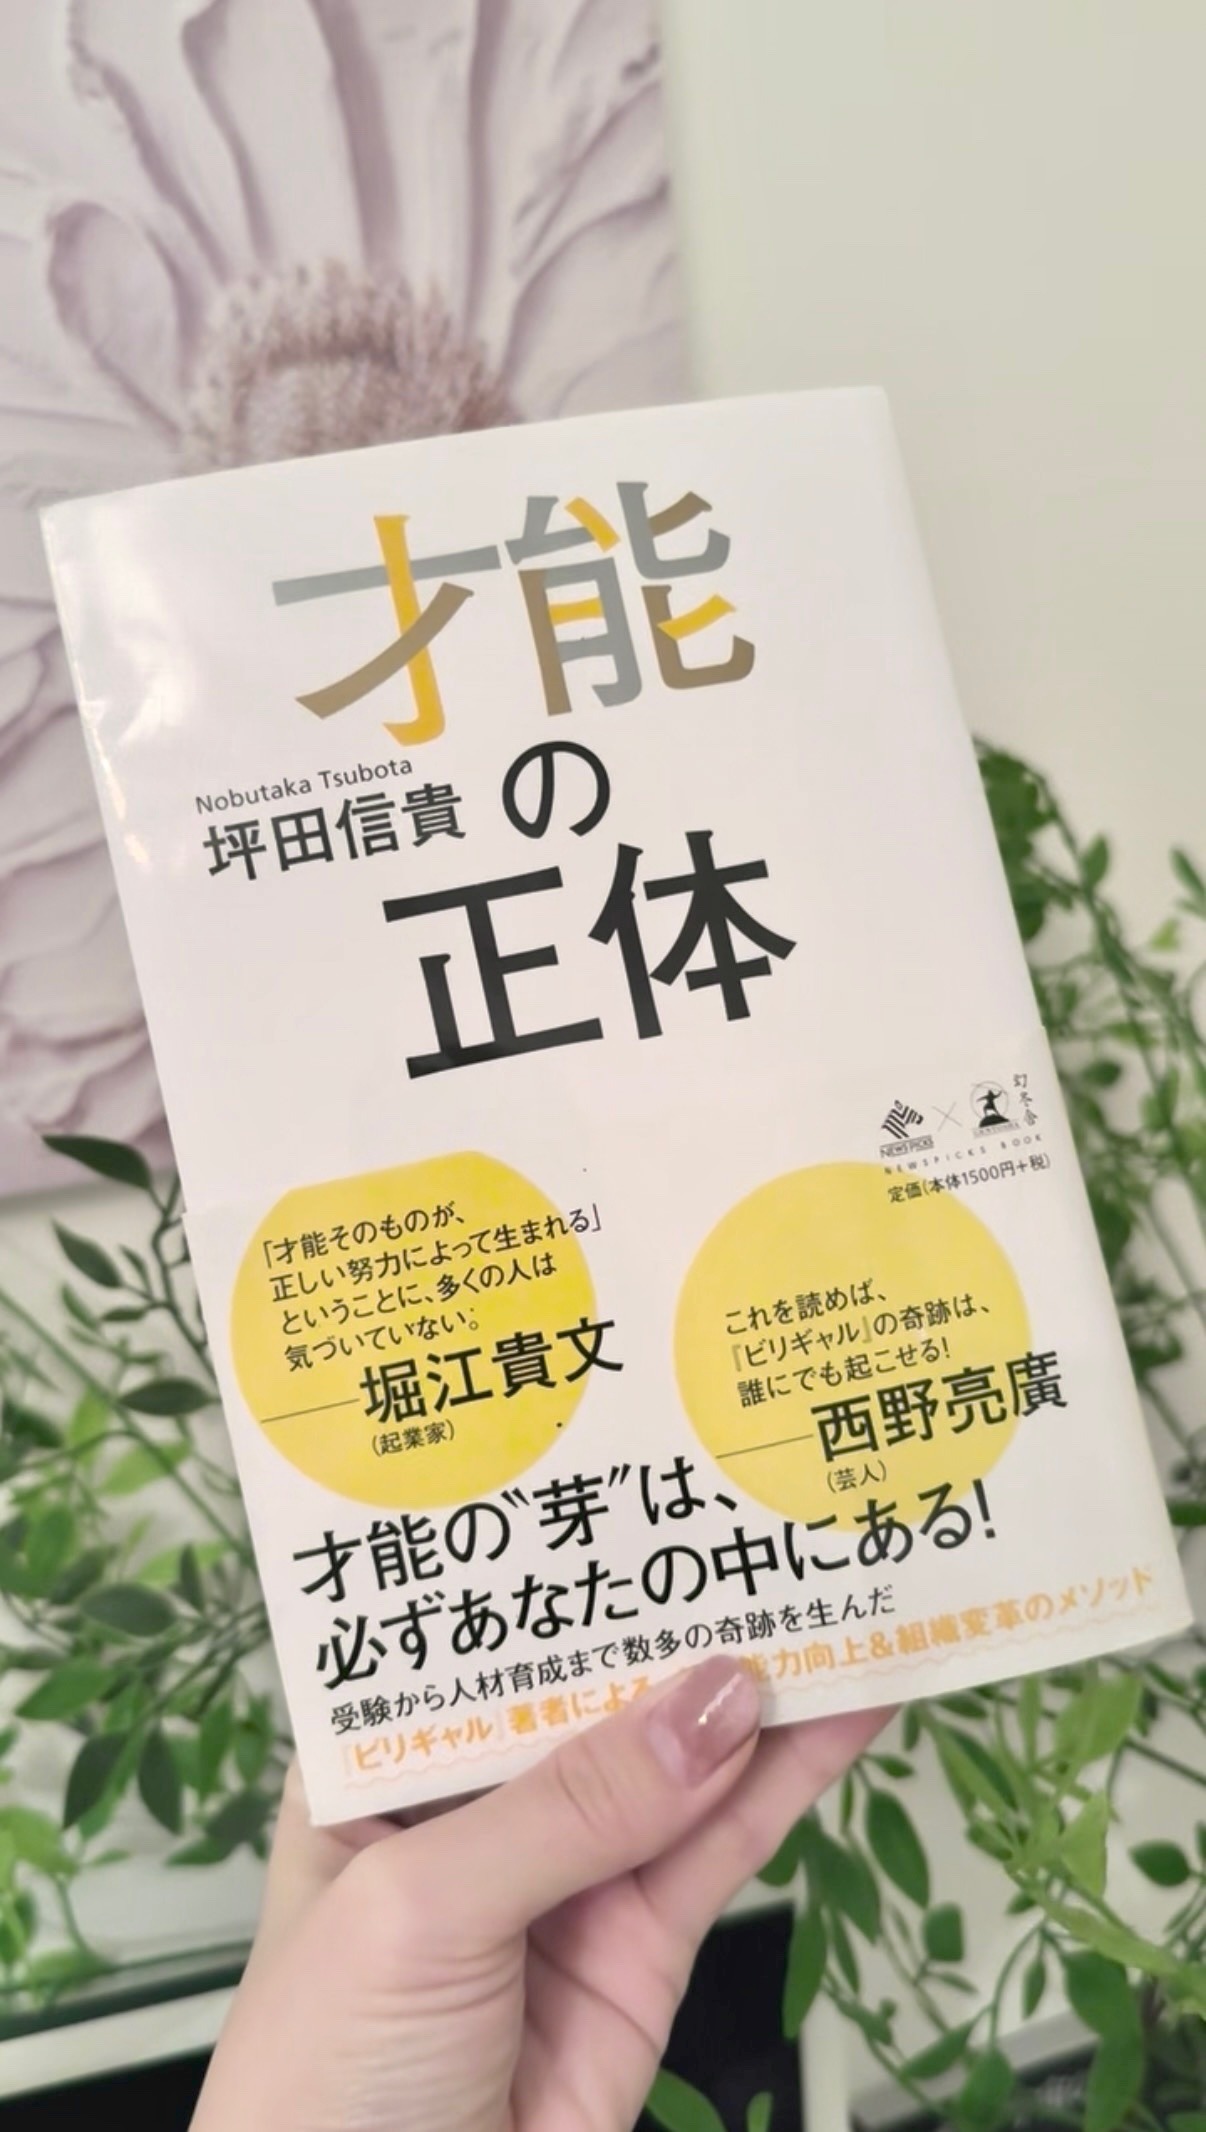 才能
の
正体
Nobutaka Tsubota
坪田信貴
NEWSPICKS
幻冬舎
NEWSPICKS BOOK
定価(本体1500円+税)
「才能そのものが、
正しい努力によって生まれる」
ということに、多くの人は
気づいていない。
堀江貴文
(起業家)
これを読めば、
『ビリギャル』の奇跡は、
誰にでも起こせる!
西野亮廣
(芸人)
才能の〝芽〟は、
必ずあなたの中にある!
受験から人材育成まで数多の奇跡を生んだ
『ビリギャル』著者による 能力向上&組織変革のメソッド